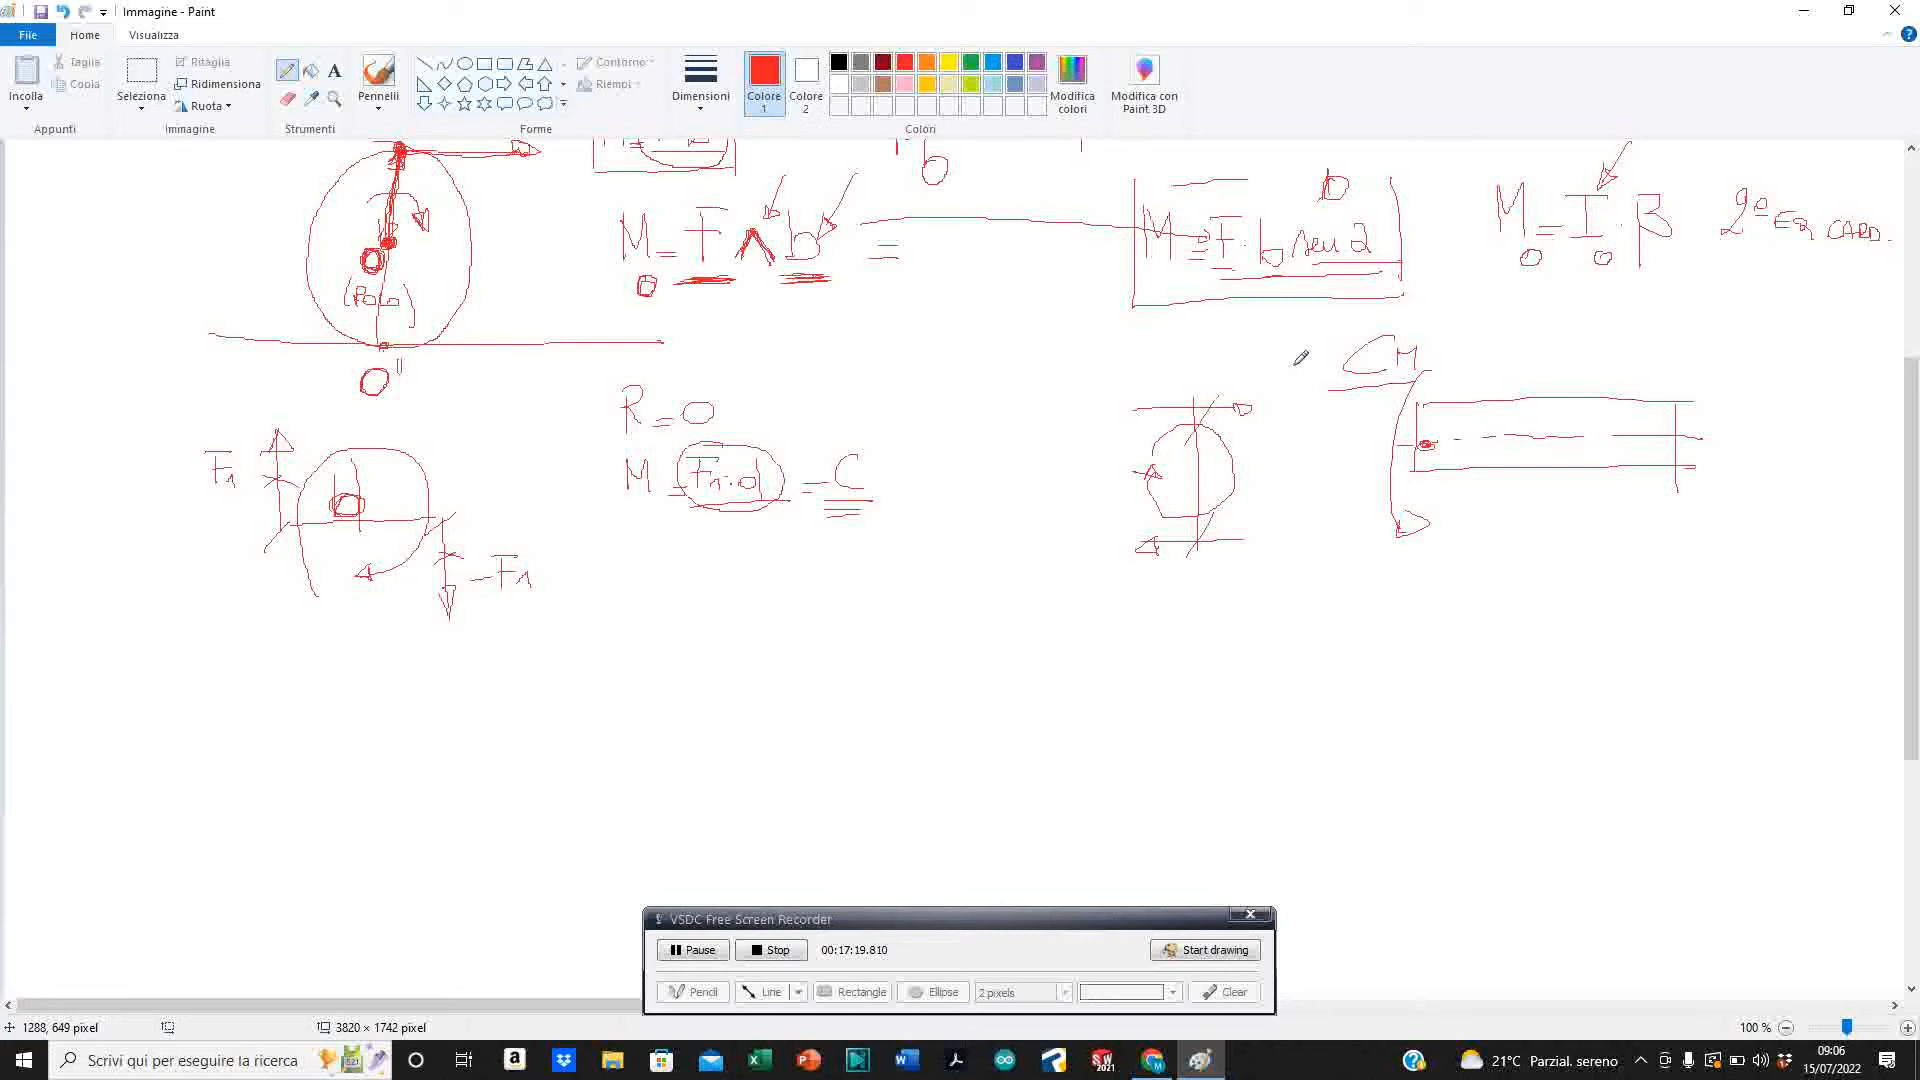 Immagine - Paint
File Home Visualizza
Incolla
Taglia
Copia
Appunti
Seleziona
Ritaglia
Ridimensiona
Ruota
Immagine
Strumenti
Pennelli
Forme
Contorno
Riempi
Dimensioni
Colore 1
Colore 2
Colori
Modifica colori
Modifica con Paint 3D
b
M = F ∧ b =
o
b
M = F · b sen 2
M = I · B
o o
2ª EQ CARD.
(Polo)
O"
R = O
M = F1 · d = C
CM
F1
- F1
VSDC Free Screen Recorder
Pause Stop 00:17:19.810 Start drawing
Pencil Line Rectangle Ellipse 2 pixels Clear
1288, 649 pixel 3820 × 1742 pixel 100 %
Scrivi qui per eseguire la ricerca
21°C Parzial. sereno
09:06
15/07/2022